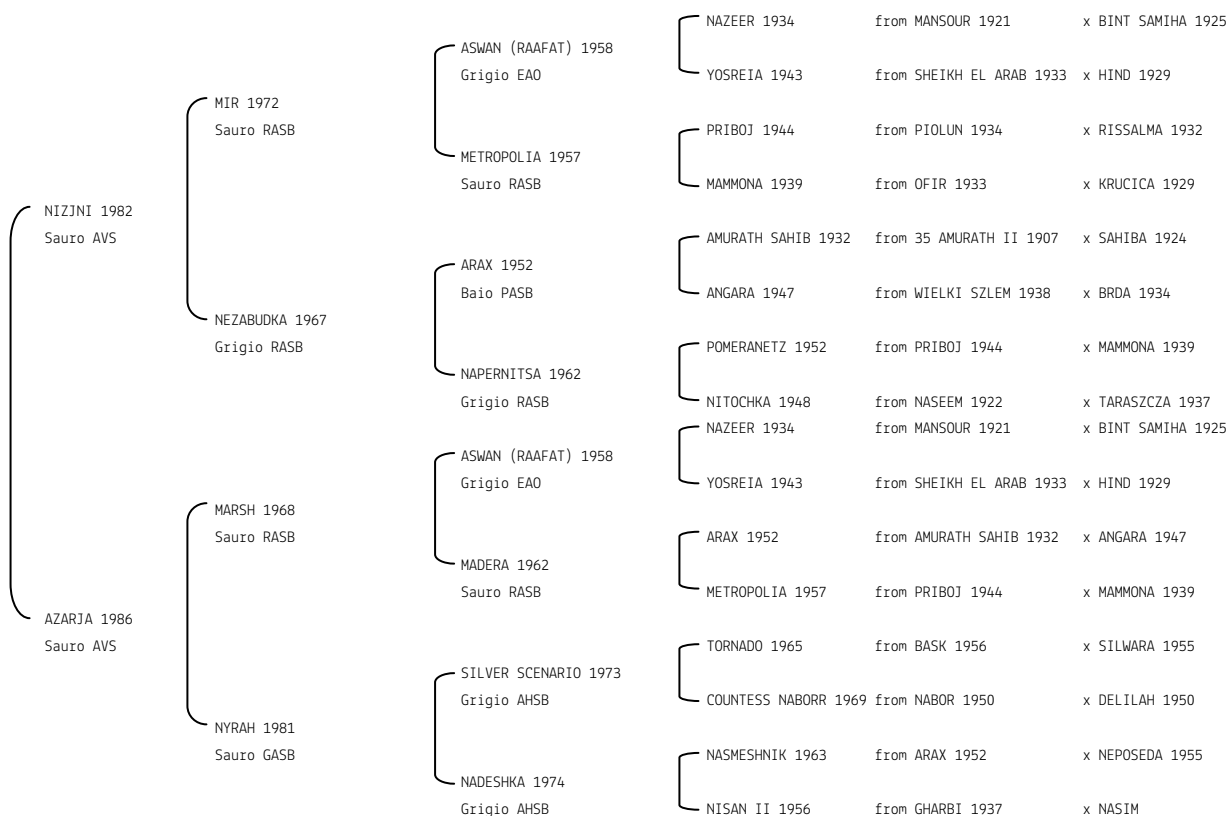 NAZEER 1934 from MANSOUR 1921 x BINT SAMIHA 1925
ASWAN (RAAFAT) 1958
Grigio EAO
YOSREIA 1943 from SHEIKH EL ARAB 1933 x HIND 1929
MIR 1972
Sauro RASB
PRIBOJ 1944 from PIOLUN 1934 x RISSALMA 1932
METROPOLIA 1957
Sauro RASB
MAMMONA 1939 from OFIR 1933 x KRUCICA 1929
NIZJNI 1982
Sauro AVS
AMURATH SAHIB 1932 from 35 AMURATH II 1907 x SAHIBA 1924
ARAX 1952
Baio PASB
ANGARA 1947 from WIELKI SZLEM 1938 x BRDA 1934
NEZABUDKA 1967
Grigio RASB
POMERANETZ 1952 from PRIBOJ 1944 x MAMMONA 1939
NAPERNITSA 1962
Grigio RASB
NITOCHKA 1948 from NASEEM 1922 x TARASZCZA 1937
NAZEER 1934 from MANSOUR 1921 x BINT SAMIHA 1925
ASWAN (RAAFAT) 1958
Grigio EAO
YOSREIA 1943 from SHEIKH EL ARAB 1933 x HIND 1929
MARSH 1968
Sauro RASB
ARAX 1952 from AMURATH SAHIB 1932 x ANGARA 1947
MADERA 1962
Sauro RASB
METROPOLIA 1957 from PRIBOJ 1944 x MAMMONA 1939
AZARJA 1986
Sauro AVS
TORNADO 1965 from BASK 1956 x SILWARA 1955
SILVER SCENARIO 1973
Grigio AHSB
COUNTESS NABORR 1969 from NABOR 1950 x DELILAH 1950
NYRAH 1981
Sauro GASB
NASMESHNIK 1963 from ARAX 1952 x NEPOSEDA 1955
NADESHKA 1974
Grigio AHSB
NISAN II 1956 from GHARBI 1937 x NASIM